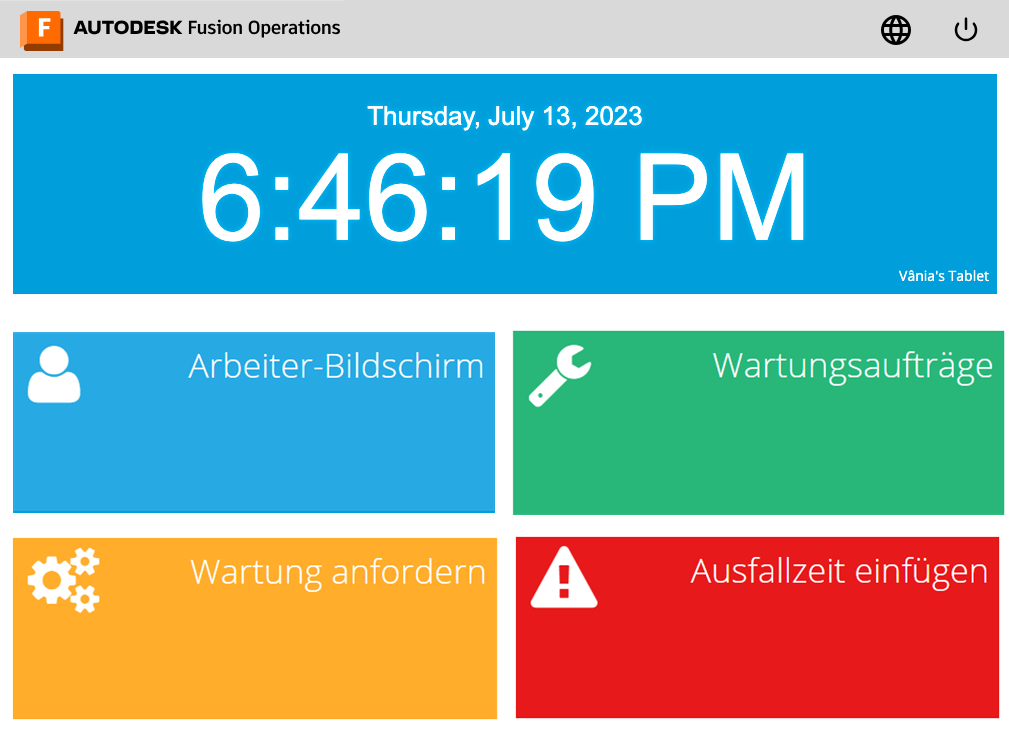 F AUTODESK Fusion Operations
Thursday, July 13, 2023
6:46:19 PM
Vânia's Tablet
Arbeiter-Bildschirm
Wartungsaufträge
Wartung anfordern
Ausfallzeit einfügen